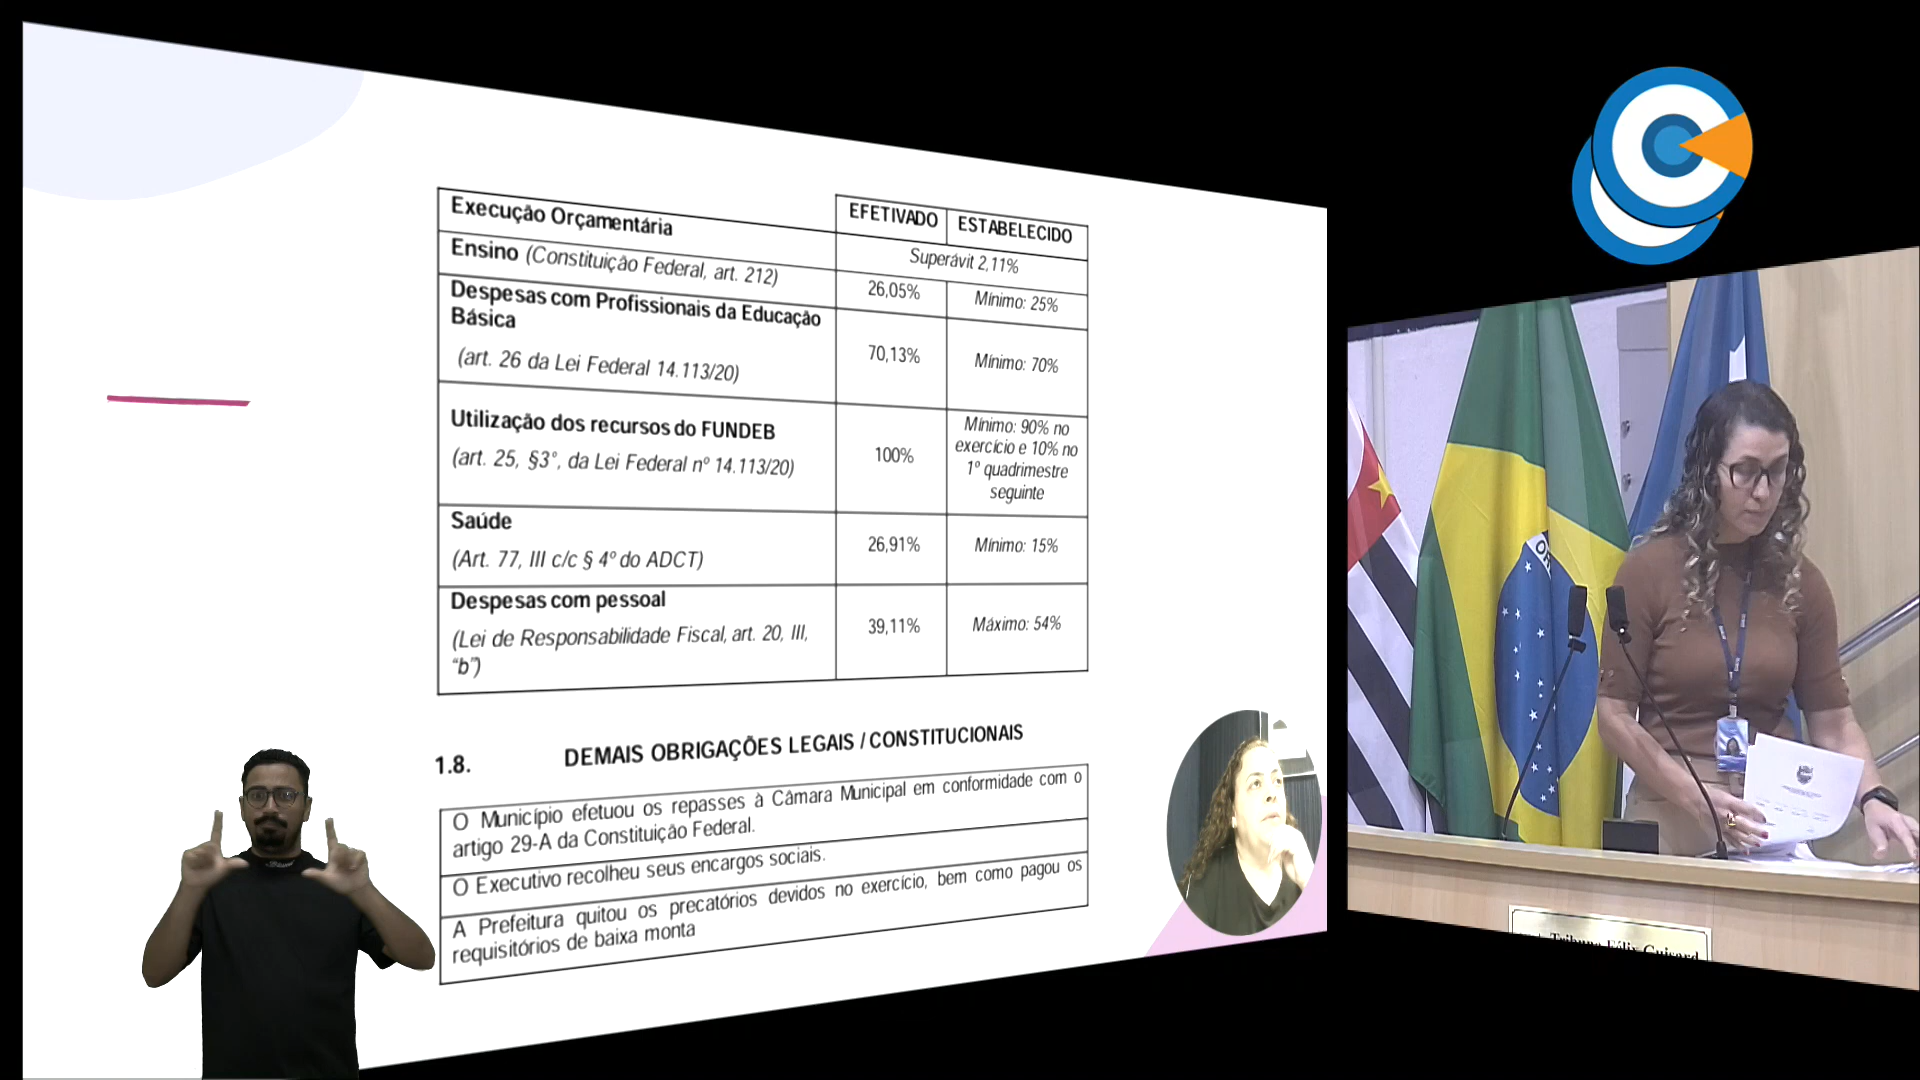 Execução Orçamentária
EFETIVADO
ESTABELECIDO
Superávit 2,11%
Ensino (Constituição Federal, art. 212)
26,05%
Mínimo: 25%
Despesas com Profissionais da Educação
Básica
(art. 26 da Lei Federal 14.113/20)
70,13%
Mínimo: 70%
Utilização dos recursos do FUNDEB
(art. 25, §3°, da Lei Federal nº 14.113/20)
100%
Mínimo: 90% no
exercício e 10% no
1º quadrimestre
seguinte
Saúde
(Art. 77, III c/c § 4º do ADCT)
26,91%
Mínimo: 15%
Despesas com pessoal
(Lei de Responsabilidade Fiscal, art. 20, III,
“b”)
39,11%
Máximo: 54%
1.8. DEMAIS OBRIGAÇÕES LEGAIS / CONSTITUCIONAIS
O Município efetuou os repasses à Câmara Municipal em conformidade com o
artigo 29-A da Constituição Federal.
O Executivo recolheu seus encargos sociais.
A Prefeitura quitou os precatórios devidos no exercício, bem como pagou os
requisitórios de baixa monta
Tribuna Félix Guisard